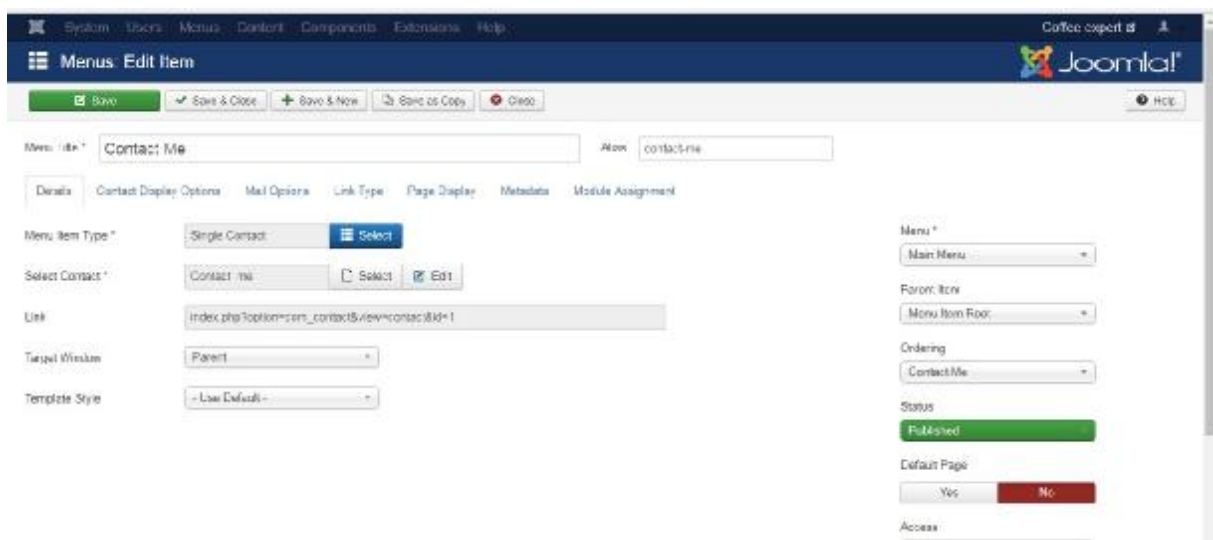 System Users Menus Content Components Extensions Help Coffee expert
Menus: Edit Item Joomla!
Save Save & Close Save & New Save as Copy Close Help
Menu Title * Contact Me Alias contact-me
Details Contact Display Options Mail Options Link Type Page Display Metadata Module Assignment
Menu Item Type * Single Contact Select
Select Contact * Contact me Select Edit
Link index.php?option=com_contact&view=contact&id=1
Target Window Parent
Template Style - Use Default -
Menu *
Main Menu
Parent Item
Menu Item Root
Ordering
Contact Me
Status
Published
Default Page
Yes No
Access